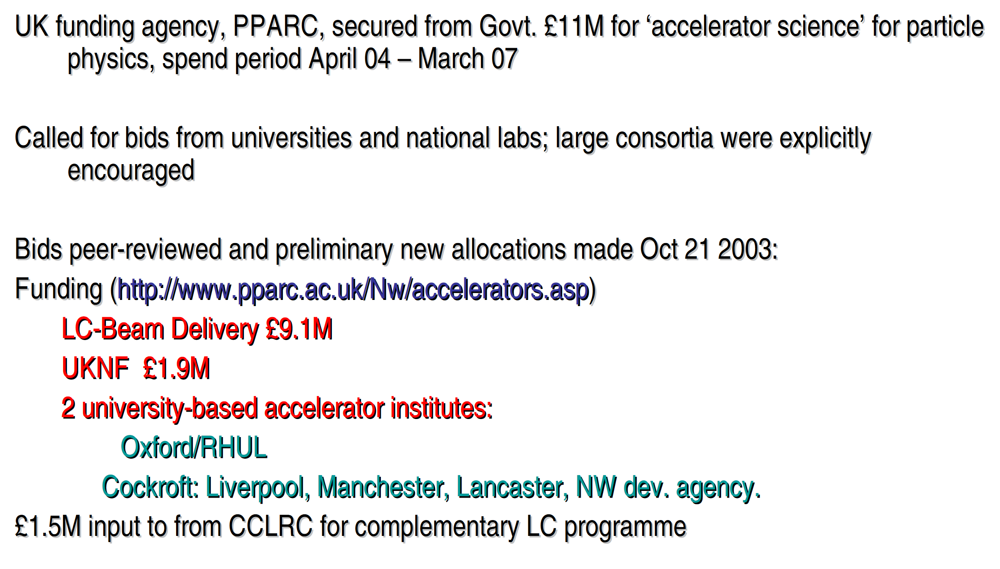 UK funding agency, PPARC, secured from Govt. £11M for ‘accelerator science’ for particle
physics, spend period April 04 – March 07
Called for bids from universities and national labs; large consortia were explicitly
encouraged
Bids peer-reviewed and preliminary new allocations made Oct 21 2003:
Funding (http://www.pparc.ac.uk/Nw/accelerators.asp)
LC-Beam Delivery £9.1M
UKNF £1.9M
2 university-based accelerator institutes:
Oxford/RHUL
Cockroft: Liverpool, Manchester, Lancaster, NW dev. agency.
£1.5M input to from CCLRC for complementary LC programme